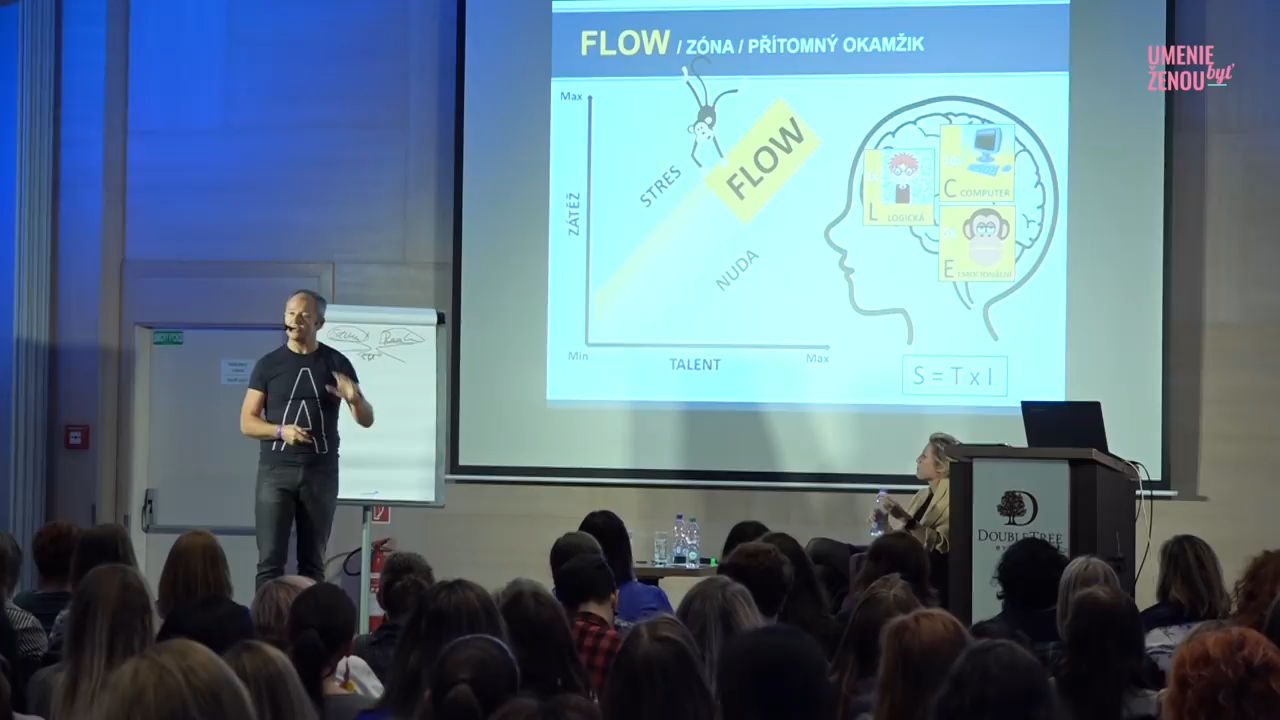 FLOW / ZÓNA / PŘÍTOMNÝ OKAMŽIK
UMENIE
ŽENOU byť
Max
STRES
FLOW
ZÁTĚŽ
NUDA
L LOGICKÁ
C COMPUTER
E EMOCIONÁLNÍ
Min
TALENT
Max
S = T x I
A
D
DOUBLETREE